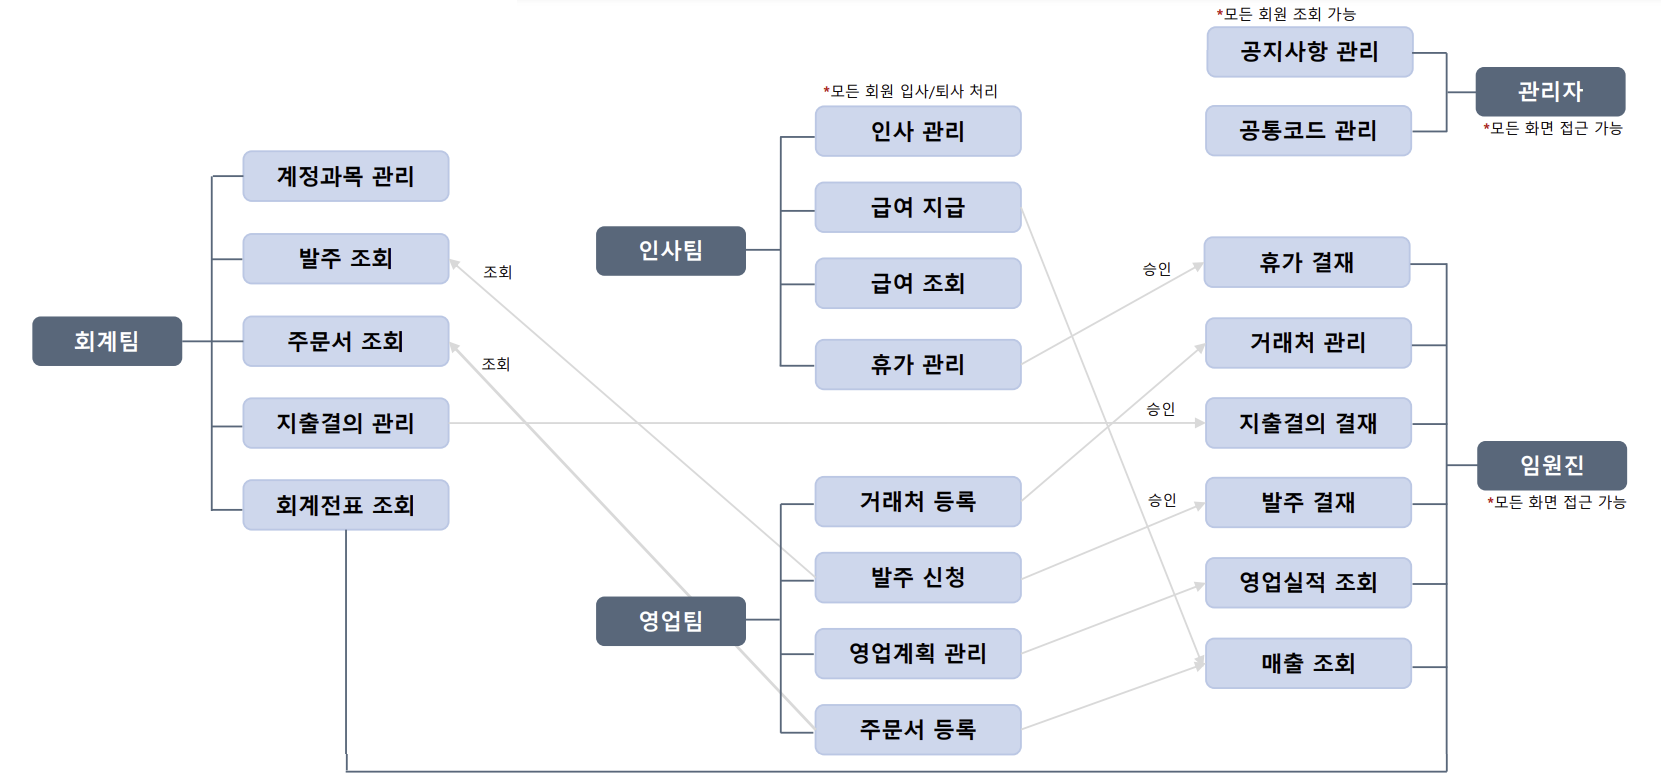 *모든 회원 조회 가능
공지사항 관리
관리자
*모든 화면 접근 가능
공통코드 관리
*모든 회원 입사/퇴사 처리
인사 관리
급여 지급
인사팀
급여 조회
휴가 관리
계정과목 관리
발주 조회
조회
회계팀
주문서 조회
조회
지출결의 관리
회계전표 조회
승인
휴가 결재
거래처 관리
승인
지출결의 결재
임원진
*모든 화면 접근 가능
승인
발주 결재
영업실적 조회
매출 조회
거래처 등록
발주 신청
영업팀
영업계획 관리
주문서 등록